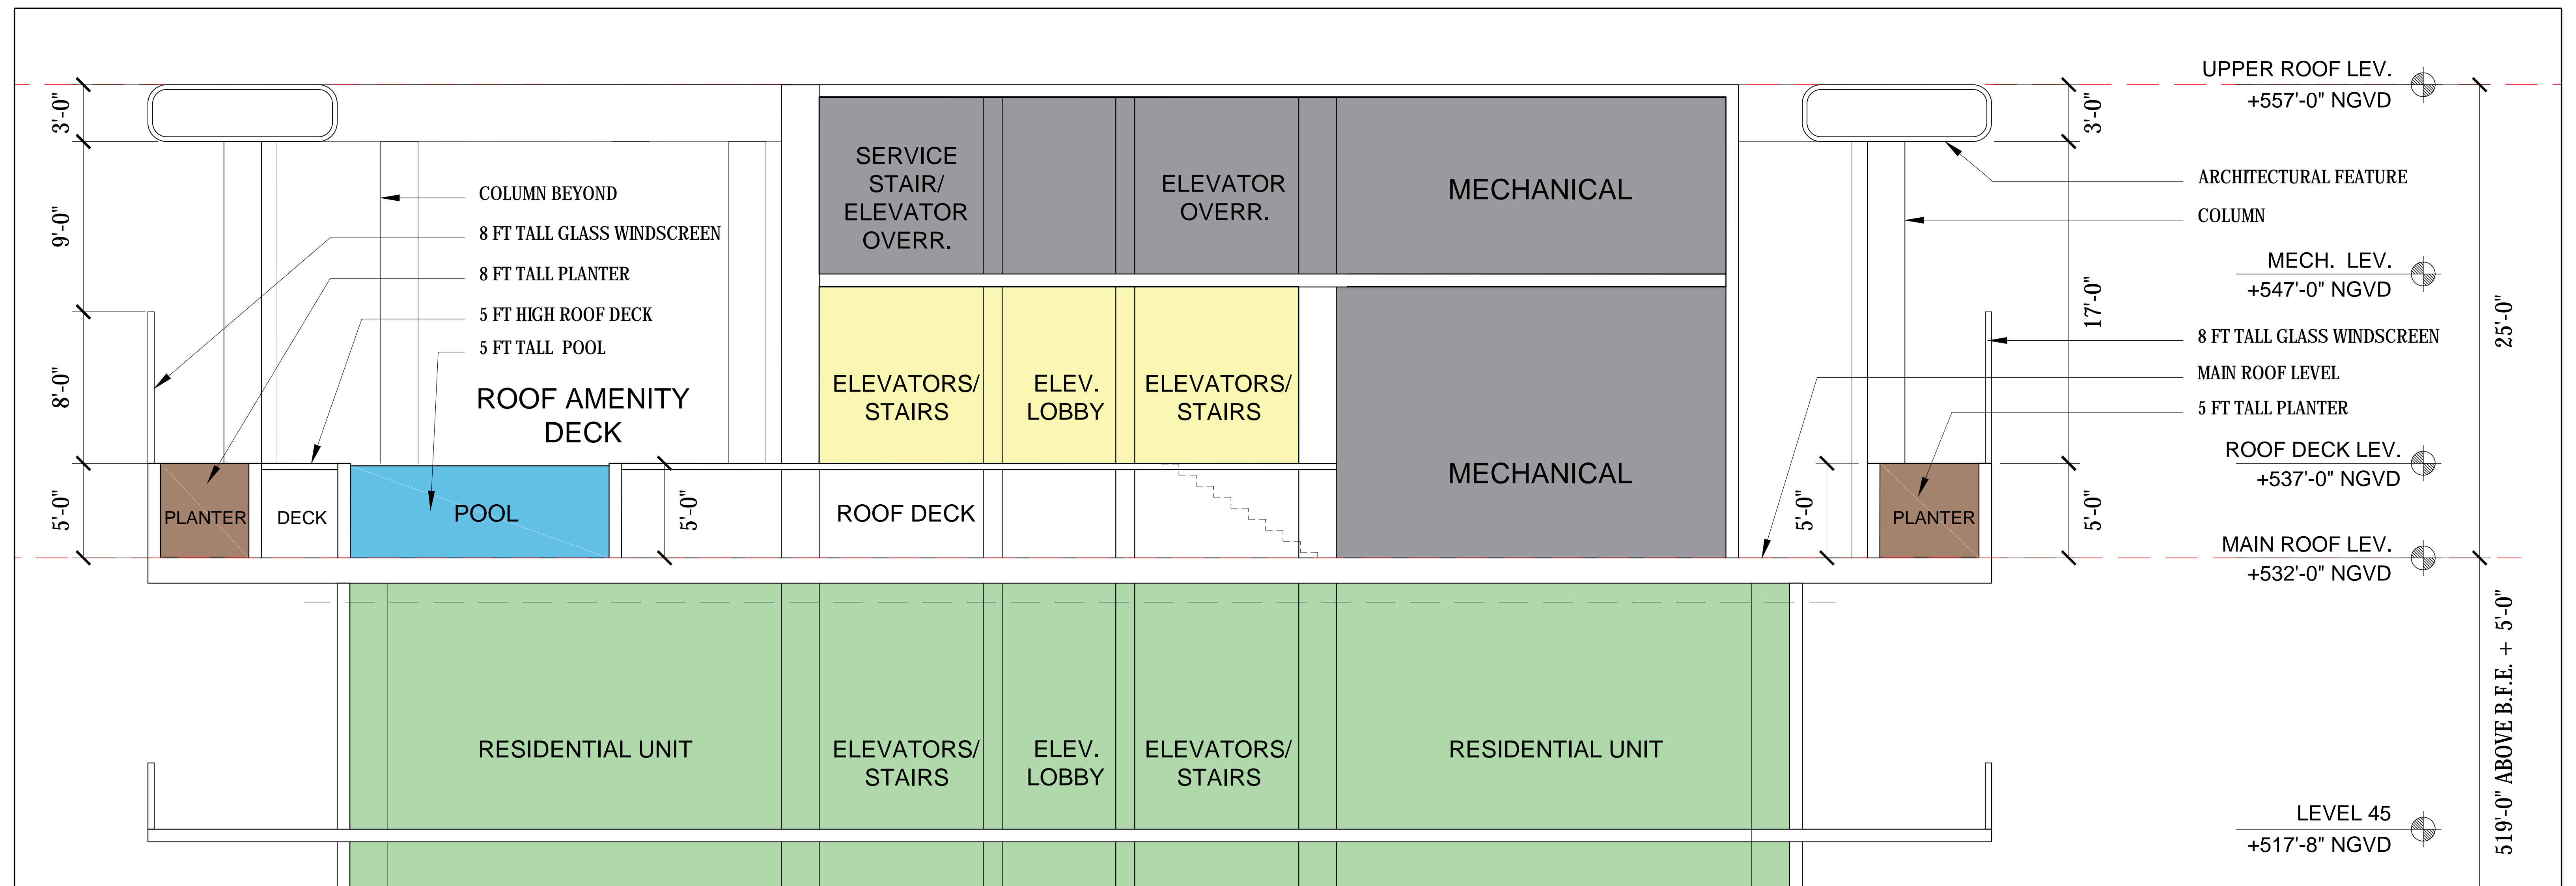 UPPER ROOF LEV.
+557'-0" NGVD
3'-0"
3'-0"
SERVICE
STAIR/
ELEVATOR
OVERR.
ELEVATOR
OVERR.
MECHANICAL
ARCHITECTURAL FEATURE
COLUMN BEYOND
COLUMN
9'-0"
8 FT TALL GLASS WINDSCREEN
8 FT TALL PLANTER
5 FT HIGH ROOF DECK
5 FT TALL POOL
MECH. LEV.
+547'-0" NGVD
17'-0"
25'-0"
8 FT TALL GLASS WINDSCREEN
MAIN ROOF LEVEL
5 FT TALL PLANTER
8'-0"
ROOF AMENITY
DECK
ELEVATORS/
STAIRS
ELEV.
LOBBY
ELEVATORS/
STAIRS
MECHANICAL
ROOF DECK LEV.
+537'-0" NGVD
5'-0"
PLANTER
DECK
POOL
5'-0"
ROOF DECK
5'-0"
PLANTER
5'-0"
MAIN ROOF LEV.
+532'-0" NGVD
RESIDENTIAL UNIT
ELEVATORS/
STAIRS
ELEV.
LOBBY
ELEVATORS/
STAIRS
RESIDENTIAL UNIT
519'-0" ABOVE B.F.E. + 5'-0"
LEVEL 45
+517'-8" NGVD